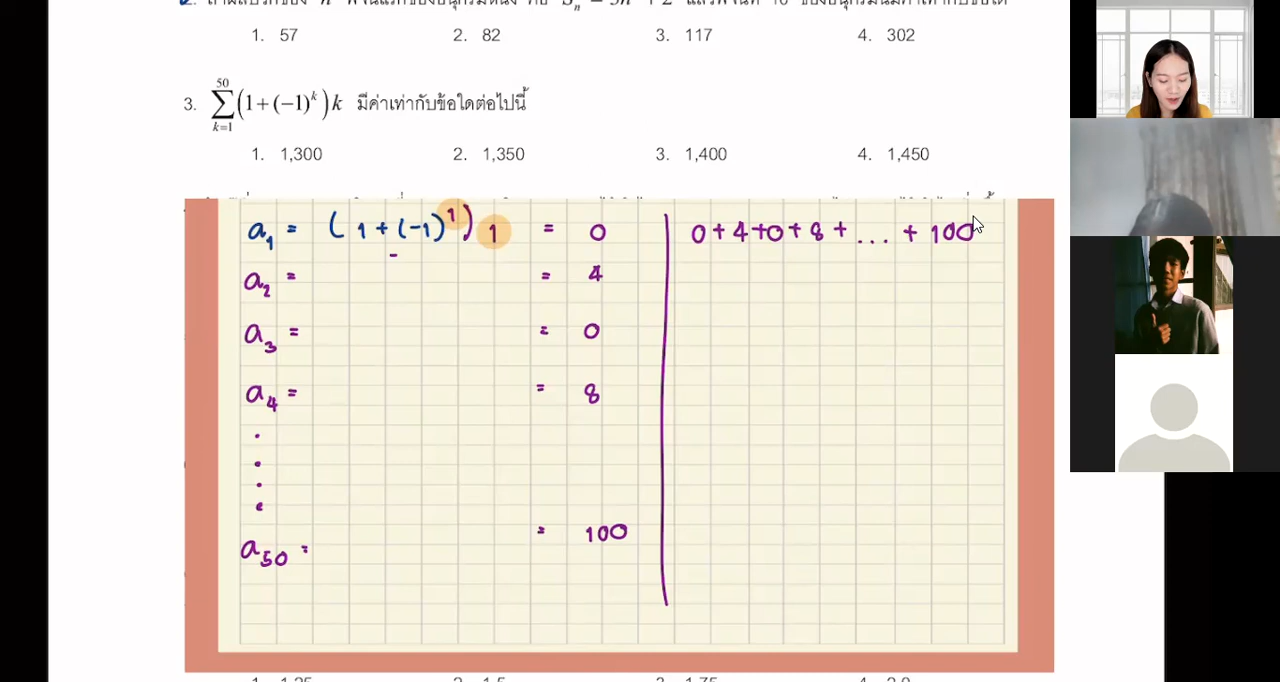 1. 57 2. 82 3. 117 4. 302
3. \sum_{k=1}^{50} (1+(-1)^k)k มีค่าเท่ากับข้อใดต่อไปนี้
1. 1,300 2. 1,350 3. 1,400 4. 1,450
a₁ = (1 + (-1)¹) 1 = 0
a₂ = = 4
a₃ = = 0
a₄ = = 8
a₅₀ = = 100
0 + 4 + 0 + 8 + ... + 100